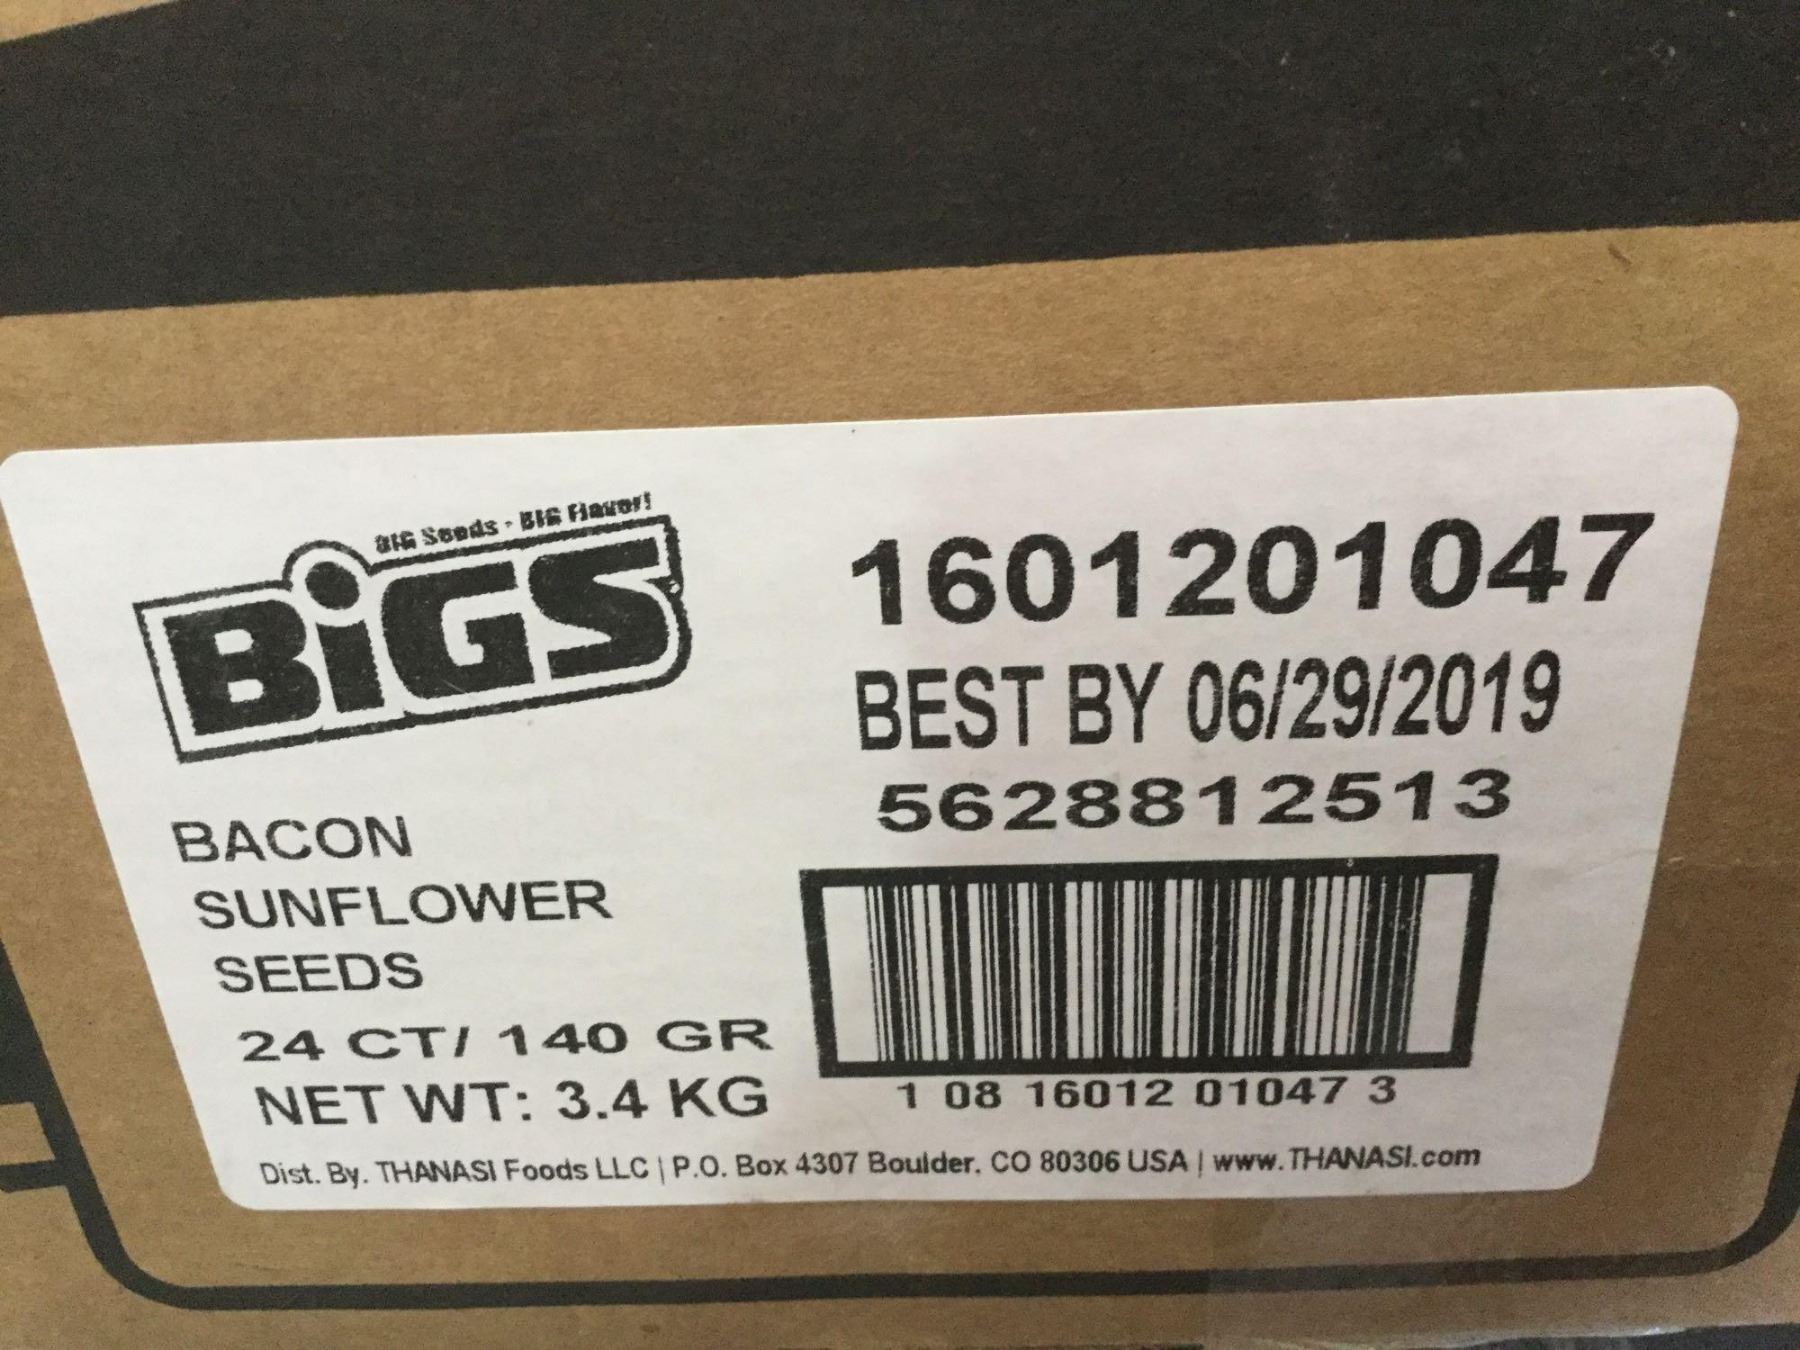 BIG Seeds - BIG Flavor!
BiGS
BACON
SUNFLOWER
SEEDS
24 CT/ 140 GR
NET WT: 3.4 KG
1601201047
BEST BY 06/29/2019
5628812513
1 08 16012 01047 3
Dist. By. THANASI Foods LLC | P.O. Box 4307 Boulder, CO 80306 USA | www.THANASI.com